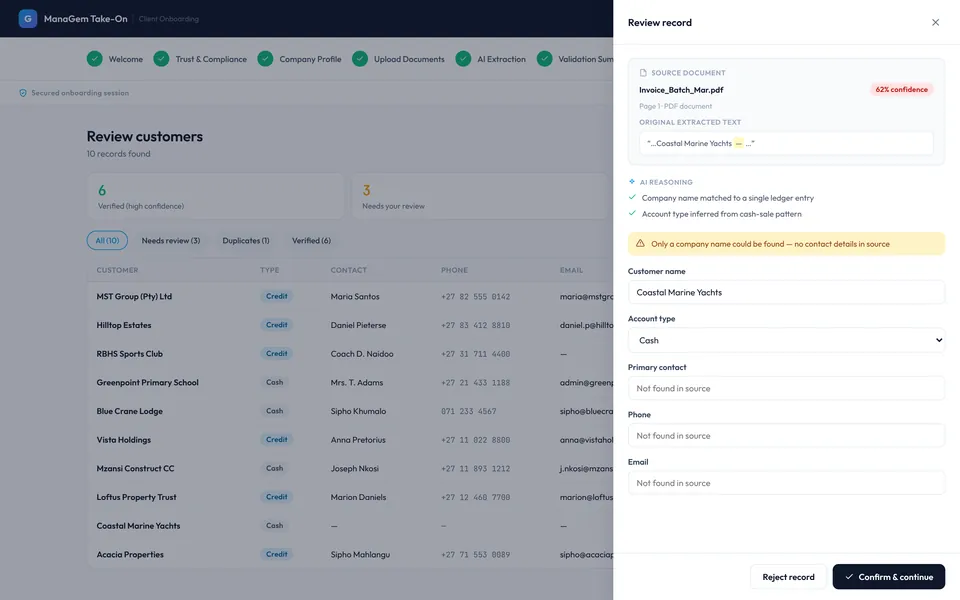 G ManaGem Take-On Client Onboarding
Welcome Trust & Compliance Company Profile Upload Documents AI Extraction Validation Sum
Secured onboarding session
Review customers
10 records found
6
Verified (high confidence)
3
Needs your review
All (10) Needs review (3) Duplicates (1) Verified (6)
CUSTOMER TYPE CONTACT PHONE EMAIL
MST Group (Pty) Ltd Credit Maria Santos +27 82 555 0142 maria@mstgro
Hilltop Estates Credit Daniel Pieterse +27 83 412 8810 daniel.p@hillto
RBHS Sports Club Credit Coach D. Naidoo +27 31 711 4400 —
Greenpoint Primary School Cash Mrs. T. Adams +27 21 433 1188 admin@greenp
Blue Crane Lodge Cash Sipho Khumalo 071 233 4567 sipho@bluecra
Vista Holdings Credit Anna Pretorius +27 11 022 8800 anna@vistahol
Mzansi Construct CC Cash Joseph Nkosi +27 11 893 1212 j.nkosi@mzans
Loftus Property Trust Credit Marion Daniels +27 12 460 7700 marion@loftus
Coastal Marine Yachts Cash — — —
Acacia Properties Credit Sipho Mahlangu +27 71 553 0089 sipho@acaciap
Review record
SOURCE DOCUMENT
Invoice_Batch_Mar.pdf 62% confidence
Page 1 · PDF document
ORIGINAL EXTRACTED TEXT
"…Coastal Marine Yachts — …"
AI REASONING
Company name matched to a single ledger entry
Account type inferred from cash-sale pattern
Only a company name could be found — no contact details in source
Customer name
Coastal Marine Yachts
Account type
Cash
Primary contact
Not found in source
Phone
Not found in source
Email
Not found in source
Reject record Confirm & continue